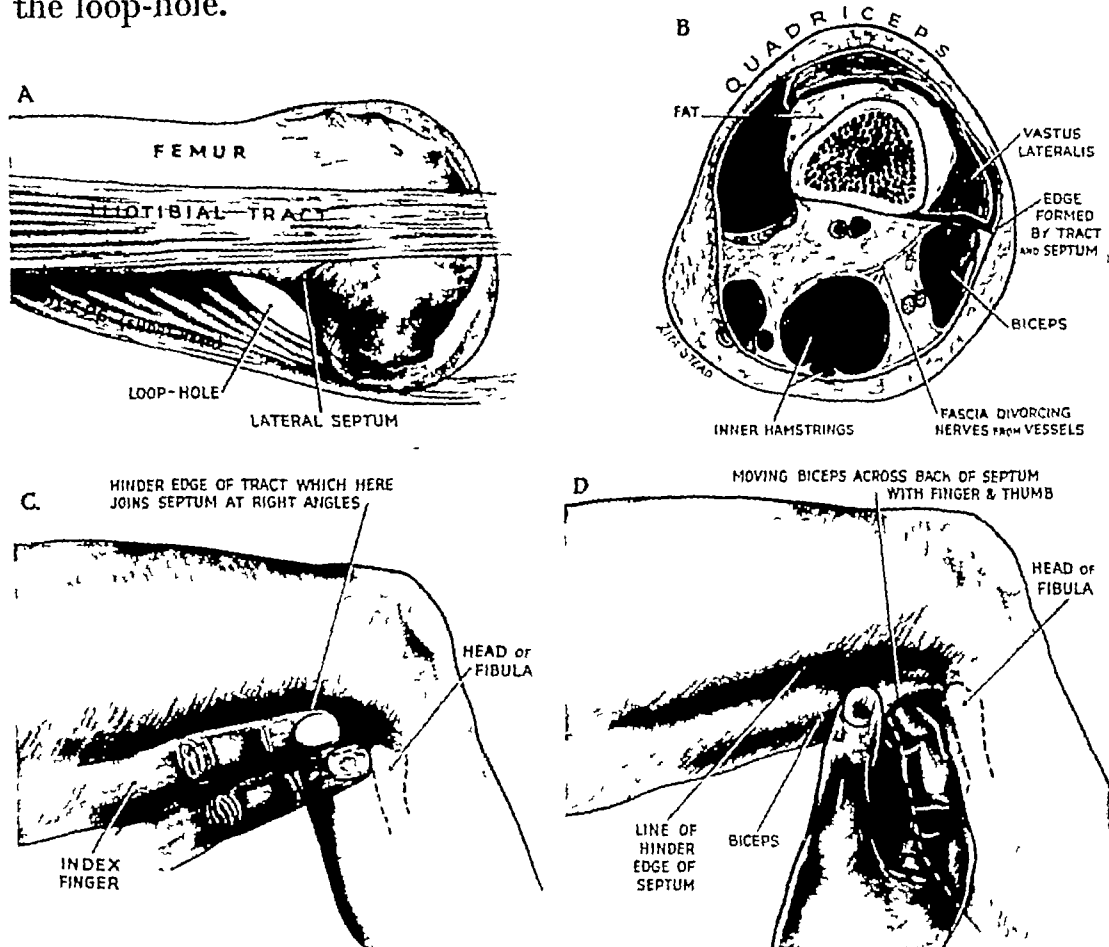 the loop-hole.
A
FEMUR
ILIOTIBIAL TRACT
LOOP-HOLE
LATERAL SEPTUM
B
QUADRICEPS
FAT
VASTUS
LATERALIS
EDGE
FORMED
BY TRACT
AND SEPTUM
BICEPS
INNER HAMSTRINGS
FASCIA DIVORCING
NERVES FROM VESSELS
C.
HINDER EDGE OF TRACT WHICH HERE
JOINS SEPTUM AT RIGHT ANGLES
HEAD OF
FIBULA
INDEX
FINGER
D
MOVING BICEPS ACROSS BACK OF SEPTUM
WITH FINGER & THUMB
HEAD OF
FIBULA
LINE OF
HINDER
EDGE OF
SEPTUM
BICEPS